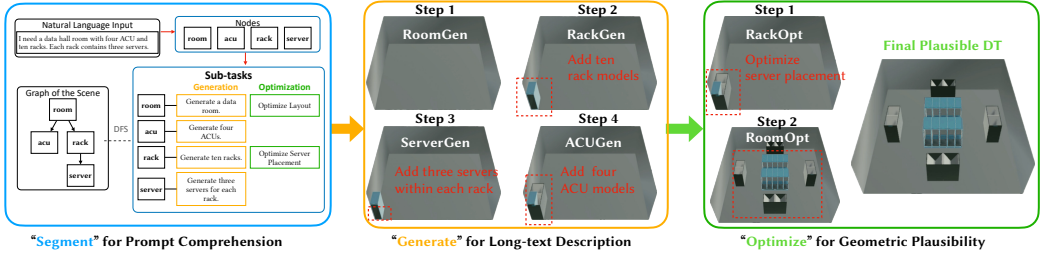 Natural Language Input
I need a data hall room with four ACU and
ten racks. Each rack contains three servers.
Nodes
room acu rack server
Graph of the Scene
room
acu rack
server
DFS
Sub-tasks
Generation Optimization
room Generate a data room. Optimize Layout
acu Generate four ACUs.
rack Generate ten racks. Optimize Server Placement
server Generate three servers for each rack.
"Segment" for Prompt Comprehension
Step 1
RoomGen
Step 2
RackGen
Add ten
rack models
Step 3
ServerGen
Add three servers
within each rack
Step 4
ACUGen
Add four
ACU models
"Generate" for Long-text Description
Step 1
RackOpt
Optimize
server placement
Step 2
RoomOpt
Final Plausible DT
"Optimize" for Geometric Plausibility